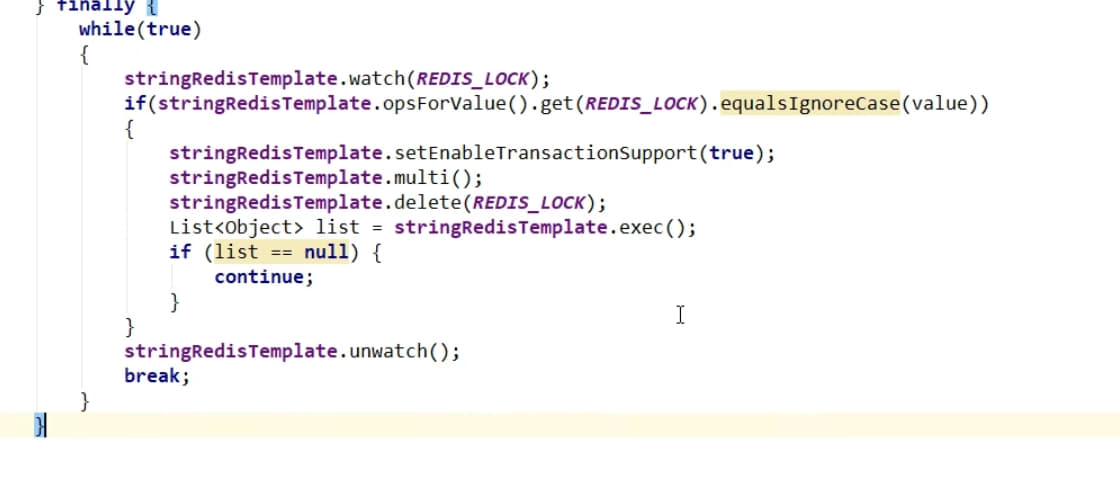 } finally {
while(true)
{
stringRedisTemplate.watch(REDIS_LOCK);
if(stringRedisTemplate.opsForValue().get(REDIS_LOCK).equalsIgnoreCase(value))
{
stringRedisTemplate.setEnableTransactionSupport(true);
stringRedisTemplate.multi();
stringRedisTemplate.delete(REDIS_LOCK);
List<Object> list = stringRedisTemplate.exec();
if (list == null) {
continue;
}
}
stringRedisTemplate.unwatch();
break;
}
}